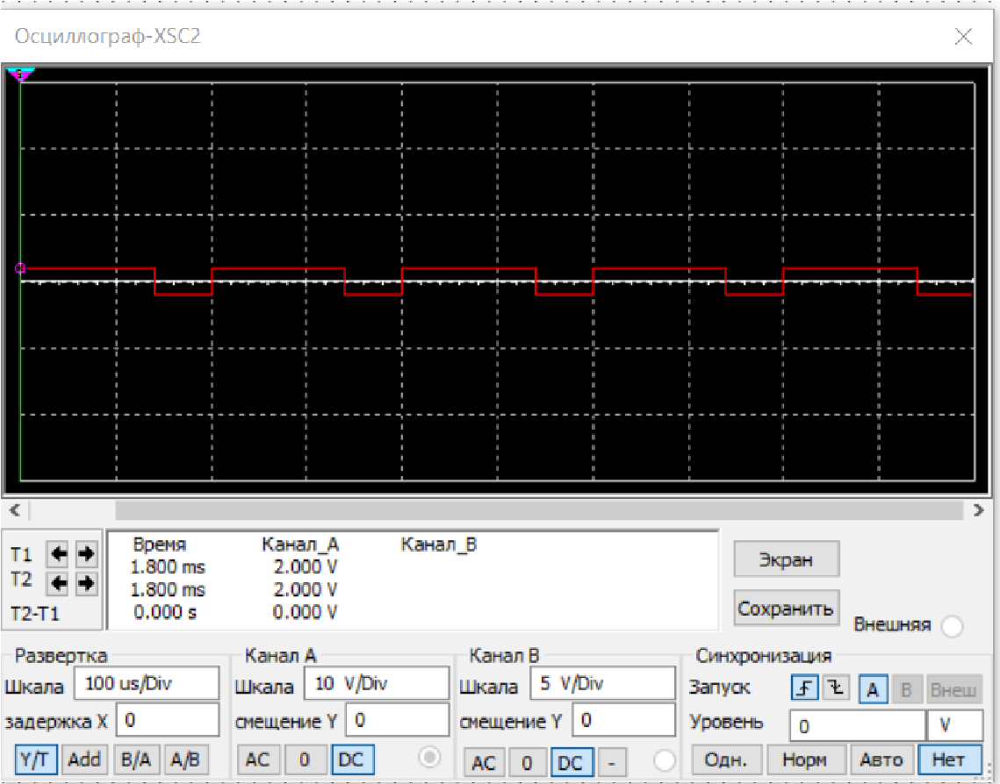 Осциллограф-XSC2
Время Канал_A Канал_B
T1 1.800 ms 2.000 V
T2 1.800 ms 2.000 V
T2-T1 0.000 s 0.000 V
Экран
Сохранить
Внешняя
Развертка
Шкала 100 us/Div
задержка X 0
Y/T Add B/A A/B
Канал A
Шкала 10 V/Div
смещение Y 0
AC 0 DC
Канал B
Шкала 5 V/Div
смещение Y 0
AC 0 DC -
Синхронизация
Запуск A B Внеш
Уровень 0 V
Одн. Норм Авто Нет